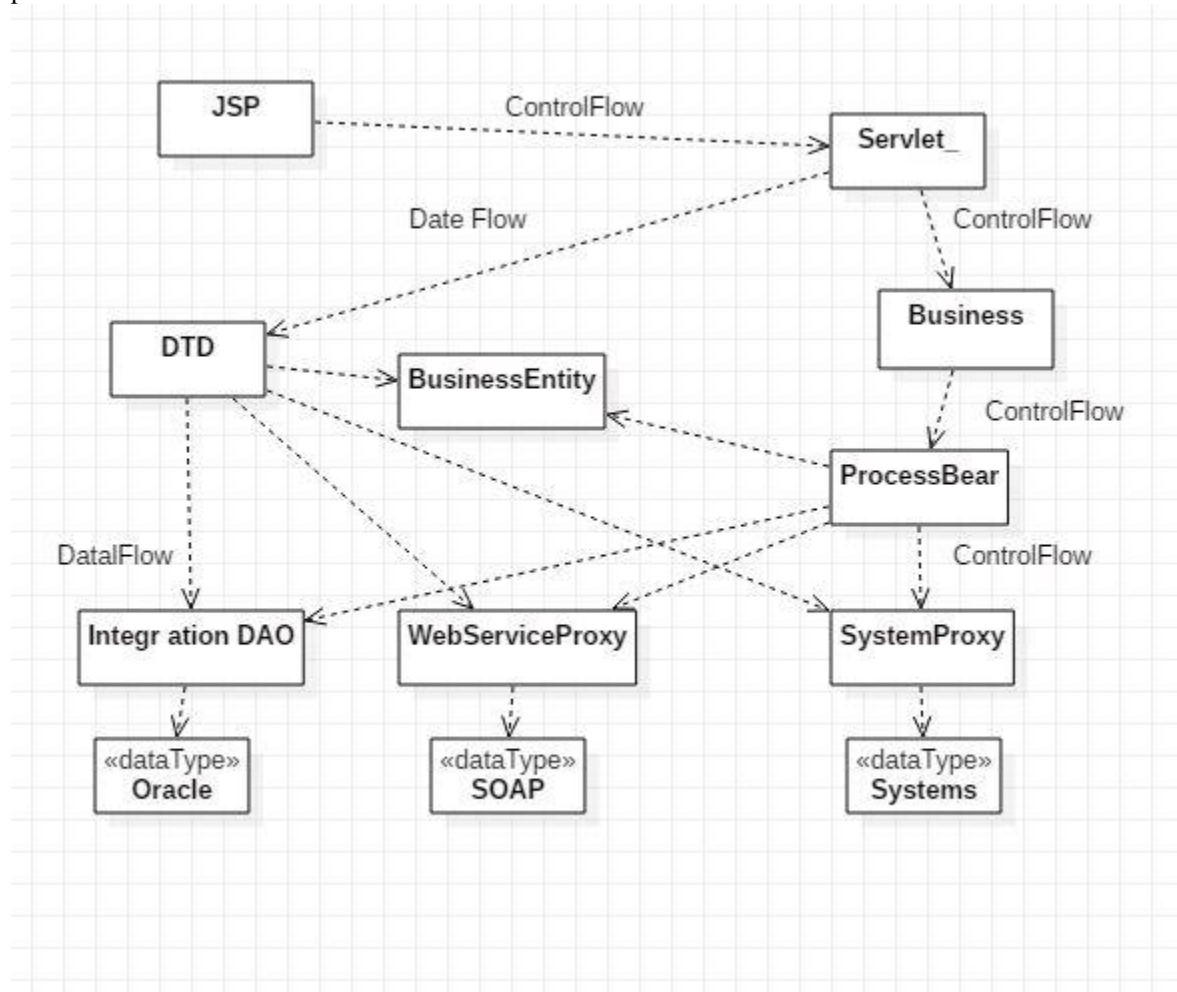 JSP
ControlFlow
Servlet_
Date Flow
ControlFlow
Business
DTD
BusinessEntity
ControlFlow
ProcessBear
DatalFlow
ControlFlow
Integr ation DAO
WebServiceProxy
SystemProxy
«dataType»
Oracle
«dataType»
SOAP
«dataType»
Systems